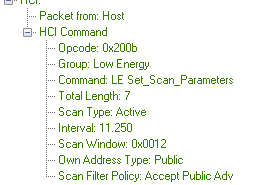 HCI:
Packet from: Host
HCI Command
Opcode: 0x200b
Group: Low Energy
Command: LE Set_Scan_Parameters
Total Length: 7
Scan Type: Active
Interval: 11.250
Scan Window: 0x0012
Own Address Type: Public
Scan Filter Policy: Accept Public Adv